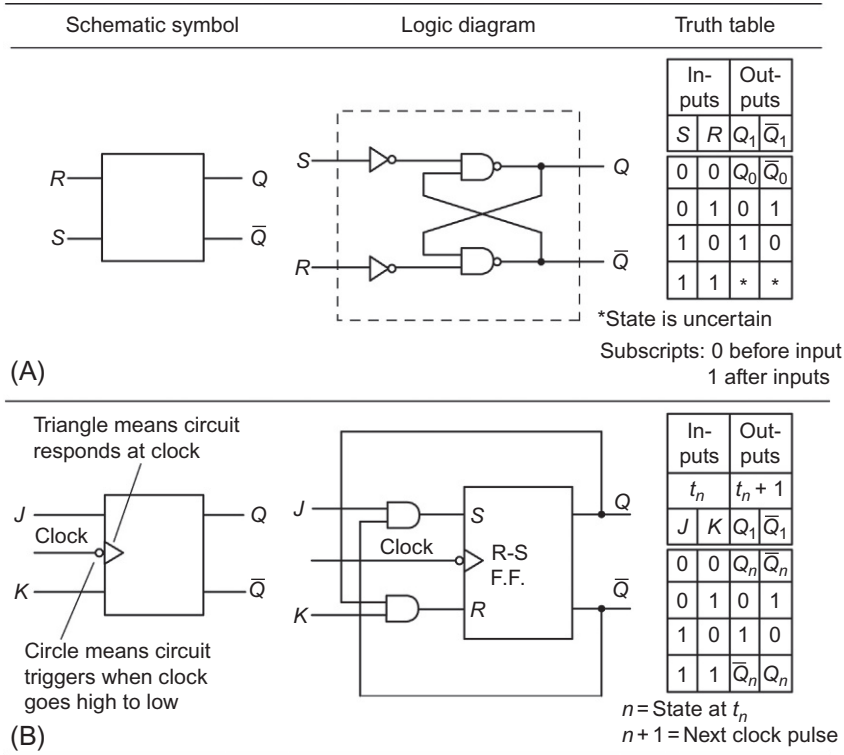 Schematic symbol Logic diagram Truth table
In- Out-
puts puts
S R Q₁ Q̅₁
0 0 Q₀ Q̅₀
0 1 0 1
1 0 1 0
1 1 * *
R Q
S Q̅
S Q
R Q̅
*State is uncertain
Subscripts: 0 before input
1 after inputs
(A)
Triangle means circuit
responds at clock
J Q
Clock
K Q̅
Circle means circuit
triggers when clock
goes high to low
J S Q
Clock R-S
F.F.
K R Q̅
In- Out-
puts puts
tₙ tₙ + 1
J K Q₁ Q̅₁
0 0 Qₙ Q̅ₙ
0 1 0 1
1 0 1 0
1 1 Q̅ₙ Qₙ
n = State at tₙ
n + 1 = Next clock pulse
(B)